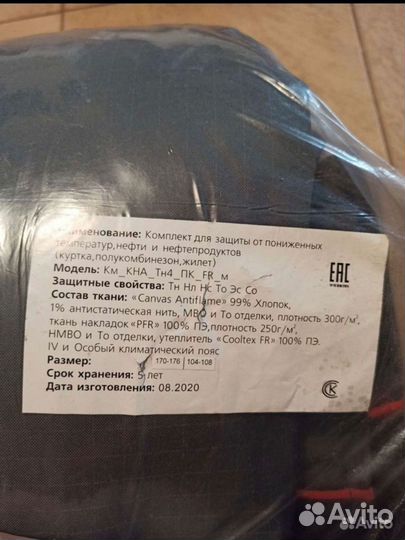 Наименование: Комплект для защиты от пониженных
температур,нефти и нефтепродуктов
(куртка,полукомбинезон,жилет)
Модель: Км_КНА_Тн4_ПК_FR_м
Защитные свойства: Тн Нл Нс То Эс Со
Состав ткани: «Canvas Antiflame» 99% Хлопок,
1% антистатическая нить, МВО и То отделки, плотность 300г/м²,
ткань накладок «PFR» 100% ПЭ,плотность 250г/м²,
НМВО и То отделки, утеплитель «Cooltex FR» 100% ПЭ.
IV и Особый климатический пояс
Размер: 170-176 104-108
Срок хранения: 5 лет
Дата изготовления: 08.2020
EAC
Avito
Avito